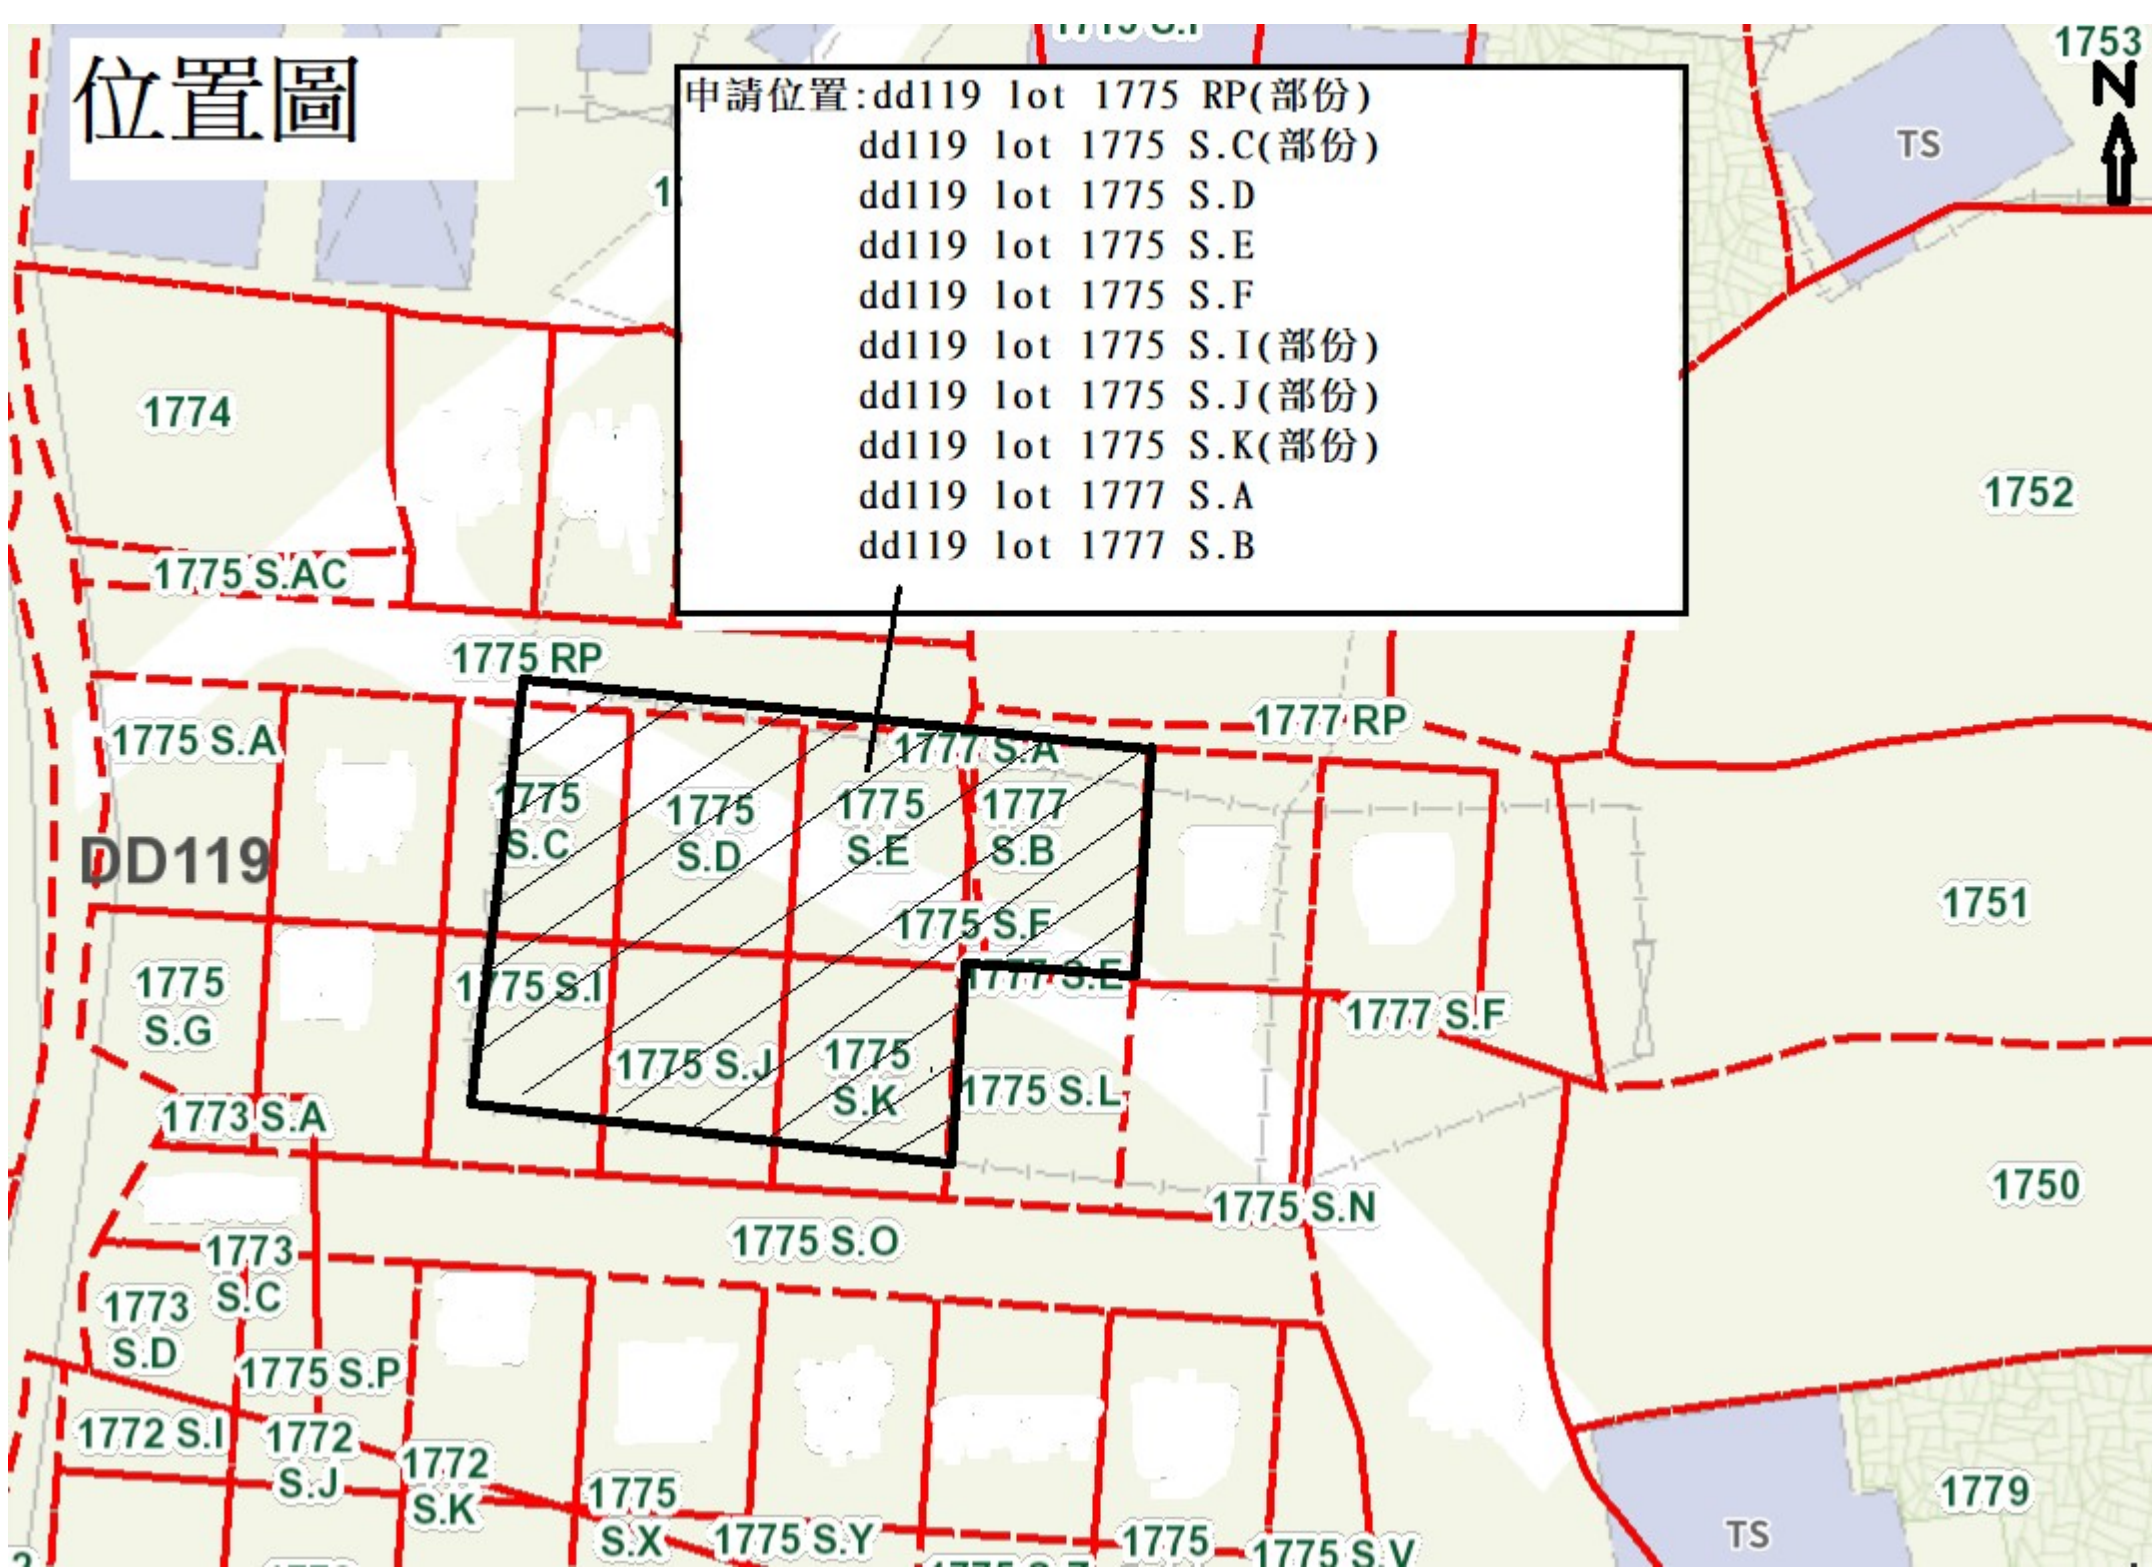 1753
位置圖
N
申請位置:dd119 lot 1775 RP(部份)
dd119 lot 1775 S.C(部份)
dd119 lot 1775 S.D
dd119 lot 1775 S.E
dd119 lot 1775 S.F
dd119 lot 1775 S.I(部份)
dd119 lot 1775 S.J(部份)
dd119 lot 1775 S.K(部份)
dd119 lot 1777 S.A
dd119 lot 1777 S.B
TS
1774
1752
1775 S.AC
1775 RP
1777 RP
1775 S.A
1777 S.A
1775
S.C
1775
S.D
1775
S.E
1777
S.B
DD119
1751
1775 S.F
1777 S.E
1775
S.G
1775 S.I
1777 S.F
1775 S.J
1775
S.K
1775 S.L
1773 S.A
1750
1775 S.N
1775 S.O
1773
S.C
1773
S.D
1775 S.P
1772 S.I
1772
S.J
1772
S.K
1775
S.X
1775 S.Y
1775
1775 S.V
1779
TS